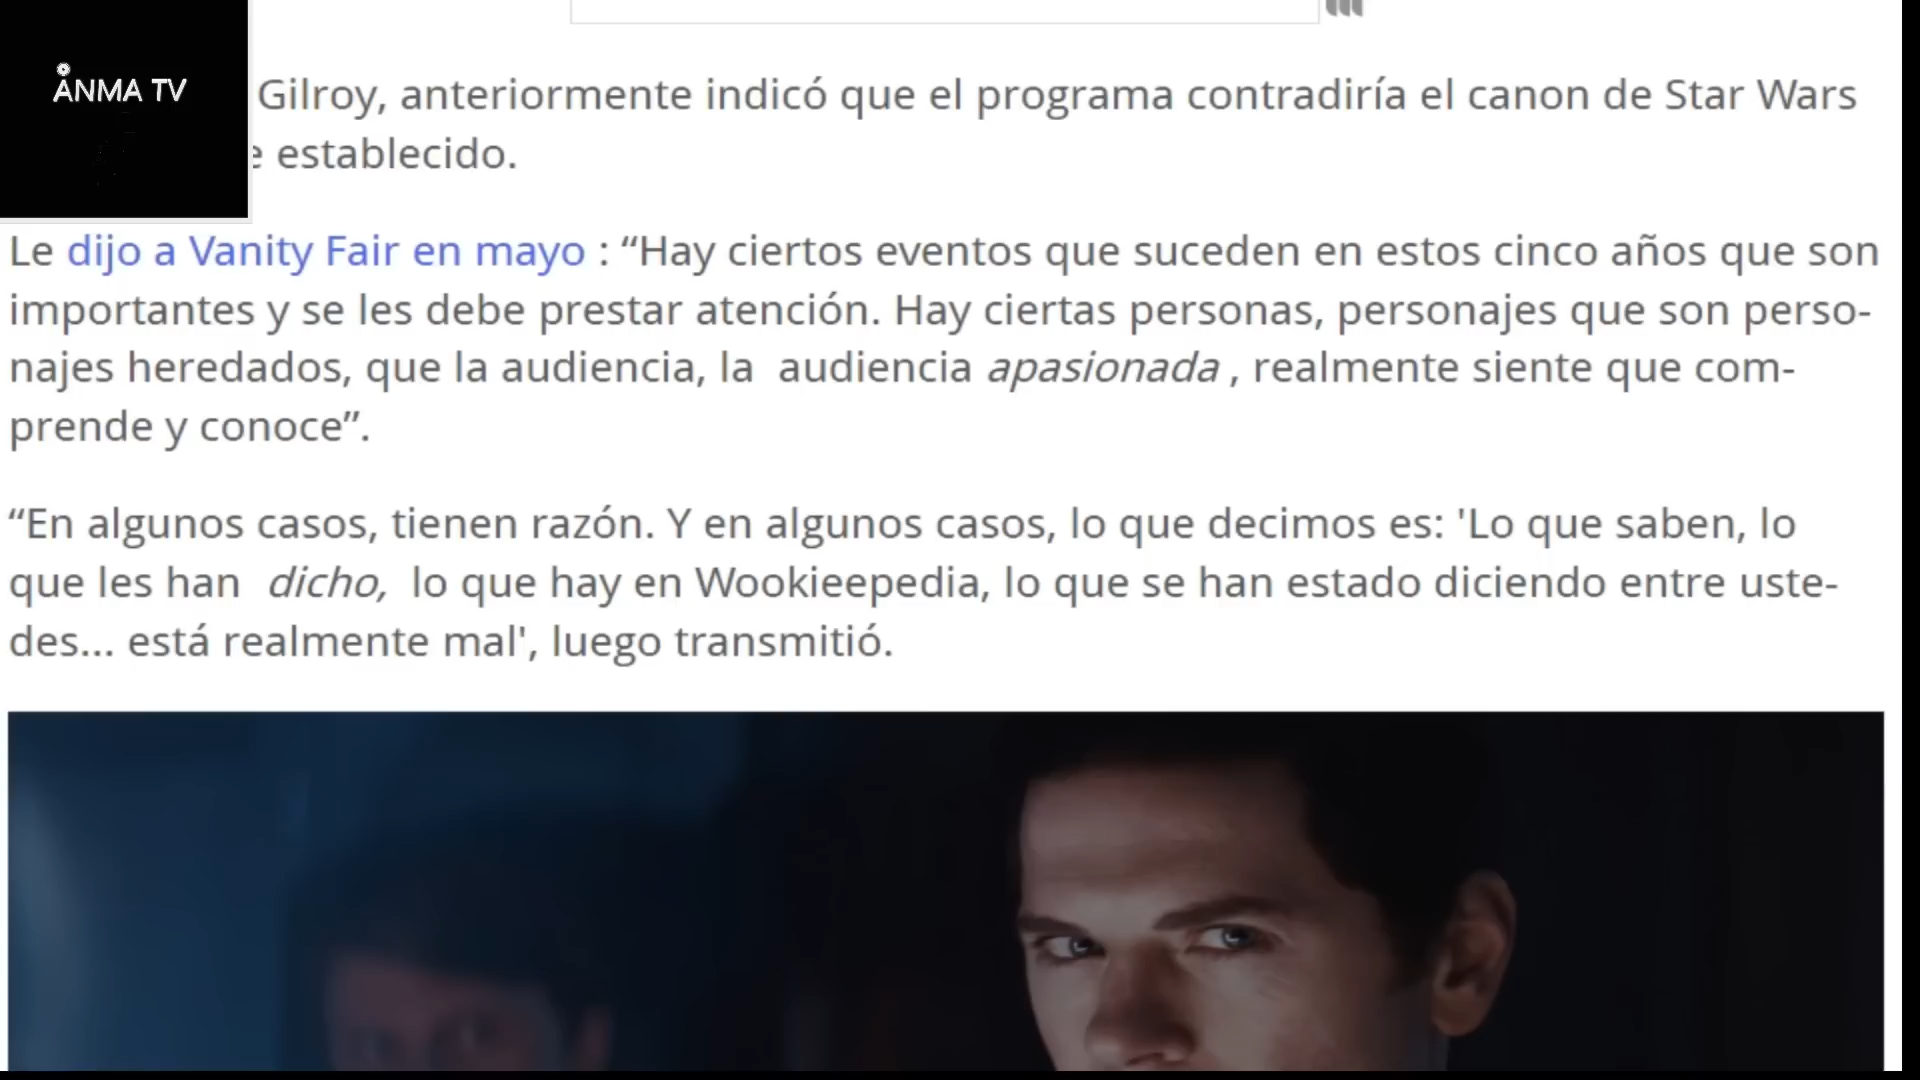 ANMA TV
Gilroy, anteriormente indicó que el programa contradiría el canon de Star Wars
e establecido.
Le dijo a Vanity Fair en mayo : “Hay ciertos eventos que suceden en estos cinco años que son
importantes y se les debe prestar atención. Hay ciertas personas, personajes que son perso-
najes heredados, que la audiencia, la audiencia apasionada , realmente siente que com-
prende y conoce”.
“En algunos casos, tienen razón. Y en algunos casos, lo que decimos es: 'Lo que saben, lo
que les han dicho, lo que hay en Wookieepedia, lo que se han estado diciendo entre uste-
des... está realmente mal', luego transmitió.